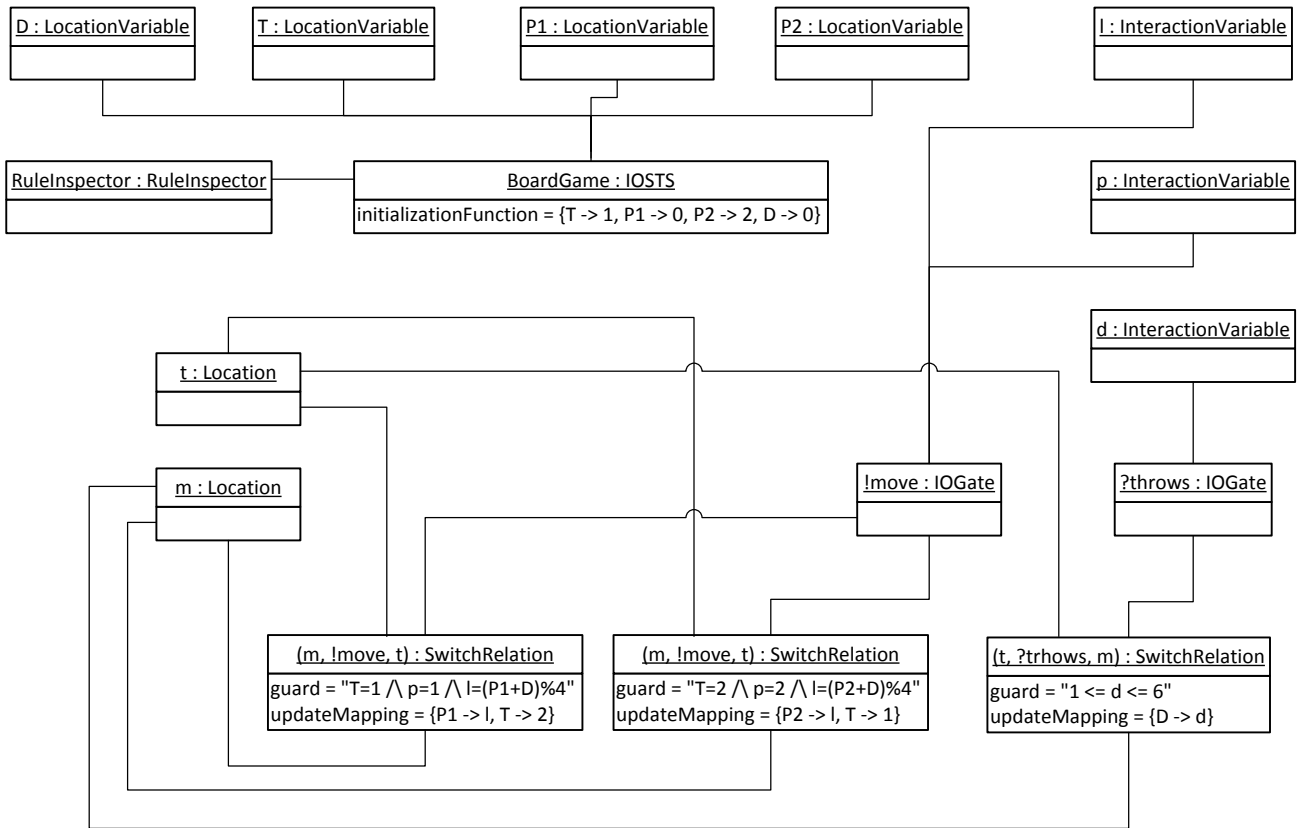 D : LocationVariable
T : LocationVariable
P1 : LocationVariable
P2 : LocationVariable
l : InteractionVariable
RuleInspector : RuleInspector
BoardGame : IOSTS
initializationFunction = {T -> 1, P1 -> 0, P2 -> 2, D -> 0}
p : InteractionVariable
d : InteractionVariable
t : Location
m : Location
!move : IOGate
?throws : IOGate
(m, !move, t) : SwitchRelation
guard = "T=1 /\ p=1 /\ l=(P1+D)%4"
updateMapping = {P1 -> l, T -> 2}
(m, !move, t) : SwitchRelation
guard = "T=2 /\ p=2 /\ l=(P2+D)%4"
updateMapping = {P2 -> l, T -> 1}
(t, ?trhows, m) : SwitchRelation
guard = "1 <= d <= 6"
updateMapping = {D -> d}